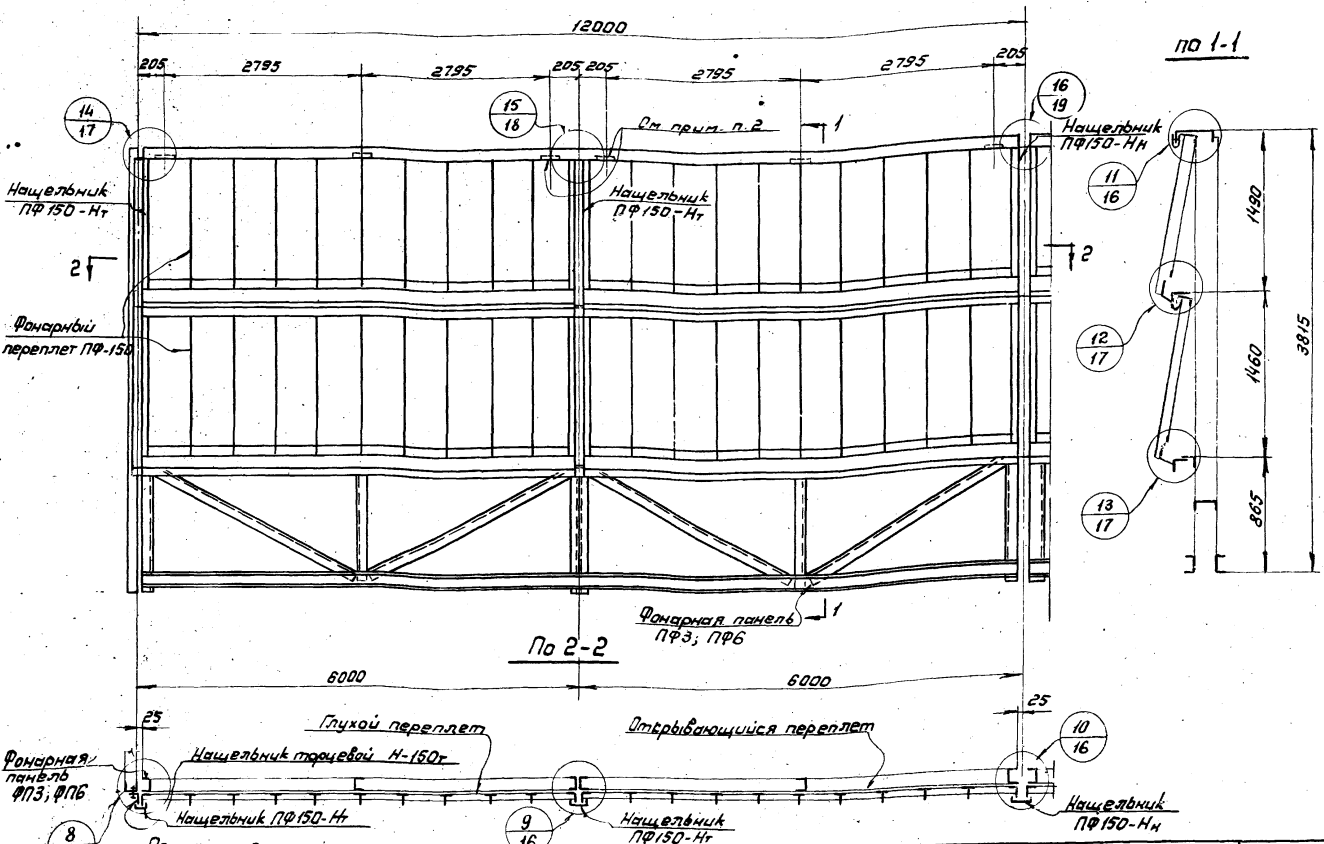 12000
по 1-1
205
2795
2795
205
205
2795
2795
205
14
17
15
18
16
19
См. прим. п. 2
1
Нащельник
ПФ150-Нн
11
16
1490
Нащельник
ПФ150-Нт
Нащельник
ПФ150-Нт
2
2
Фонарный
переплет ПФ-150
12
17
1460
3815
13
17
865
Фонарная панель
ПФ3; ПФ6
1
По 2-2
6000
6000
25
25
Глухой переплет
Открывающийся переплет
10
16
Фонарная
панель
ФП3; ФП6
Нащельник торцевой Н-150т
Нащельник ПФ150-Нт
8
9
16
Нащельник
ПФ150-Нт
Нащельник
ПФ150-Нн